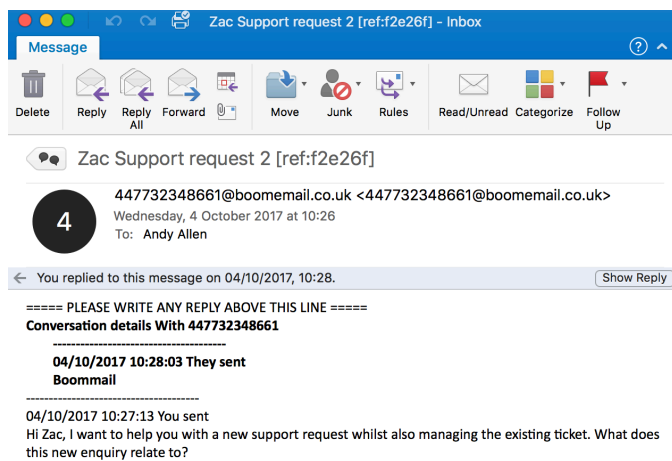 Zac Support request 2 [ref:f2e26f] - Inbox
Message
?
Delete
Reply
Reply All
Forward
Move
Junk
Rules
Read/Unread
Categorize
Follow Up
Zac Support request 2 [ref:f2e26f]
4
447732348661@boomemail.co.uk <447732348661@boomemail.co.uk>
Wednesday, 4 October 2017 at 10:26
To: Andy Allen
You replied to this message on 04/10/2017, 10:28.
Show Reply
===== PLEASE WRITE ANY REPLY ABOVE THIS LINE =====
Conversation details With 447732348661
-------------------------------------
04/10/2017 10:28:03 They sent
Boommail
-------------------------------------
04/10/2017 10:27:13 You sent
Hi Zac, I want to help you with a new support request whilst also managing the existing ticket. What does
this new enquiry relate to?